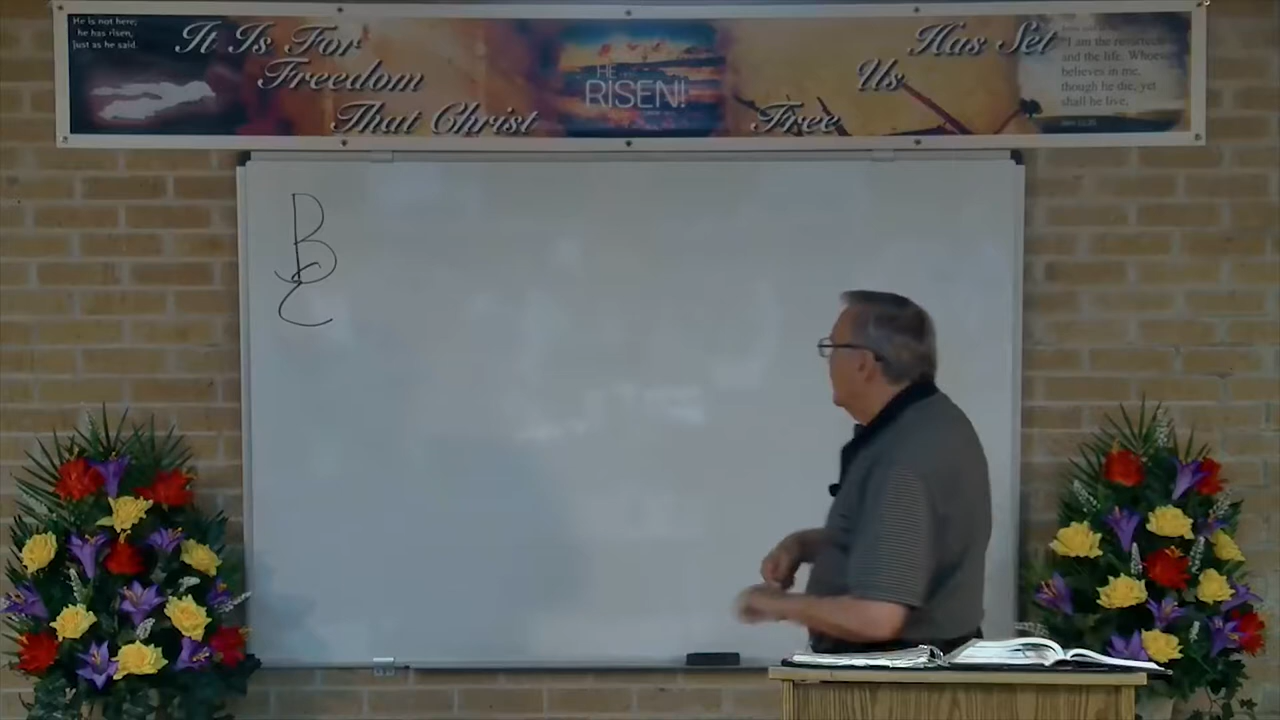 He is not here;
he has risen,
just as he said.
It Is For
Freedom
That Christ
HE
RISEN!
Has Set
Us
Free
"I am the resurrection
and the life. Whoever
believes in me,
though he die, yet
shall he live,
B
C